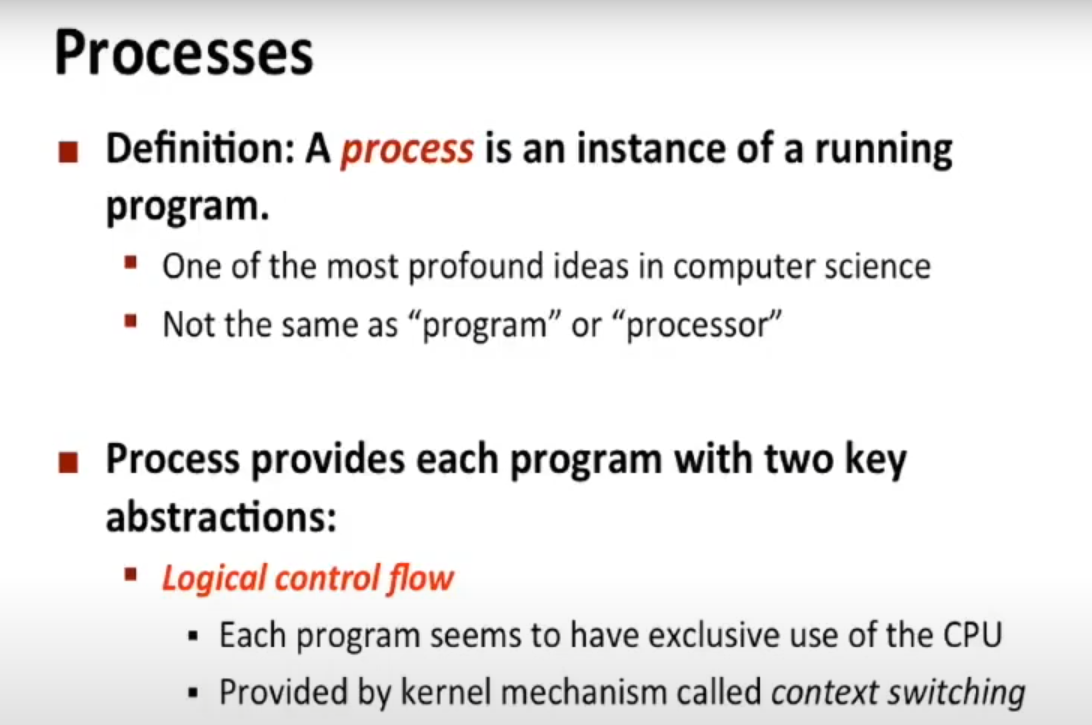 Processes
Definition: A process is an instance of a running
program.
One of the most profound ideas in computer science
Not the same as “program” or “processor”
Process provides each program with two key
abstractions:
Logical control flow
Each program seems to have exclusive use of the CPU
Provided by kernel mechanism called context switching